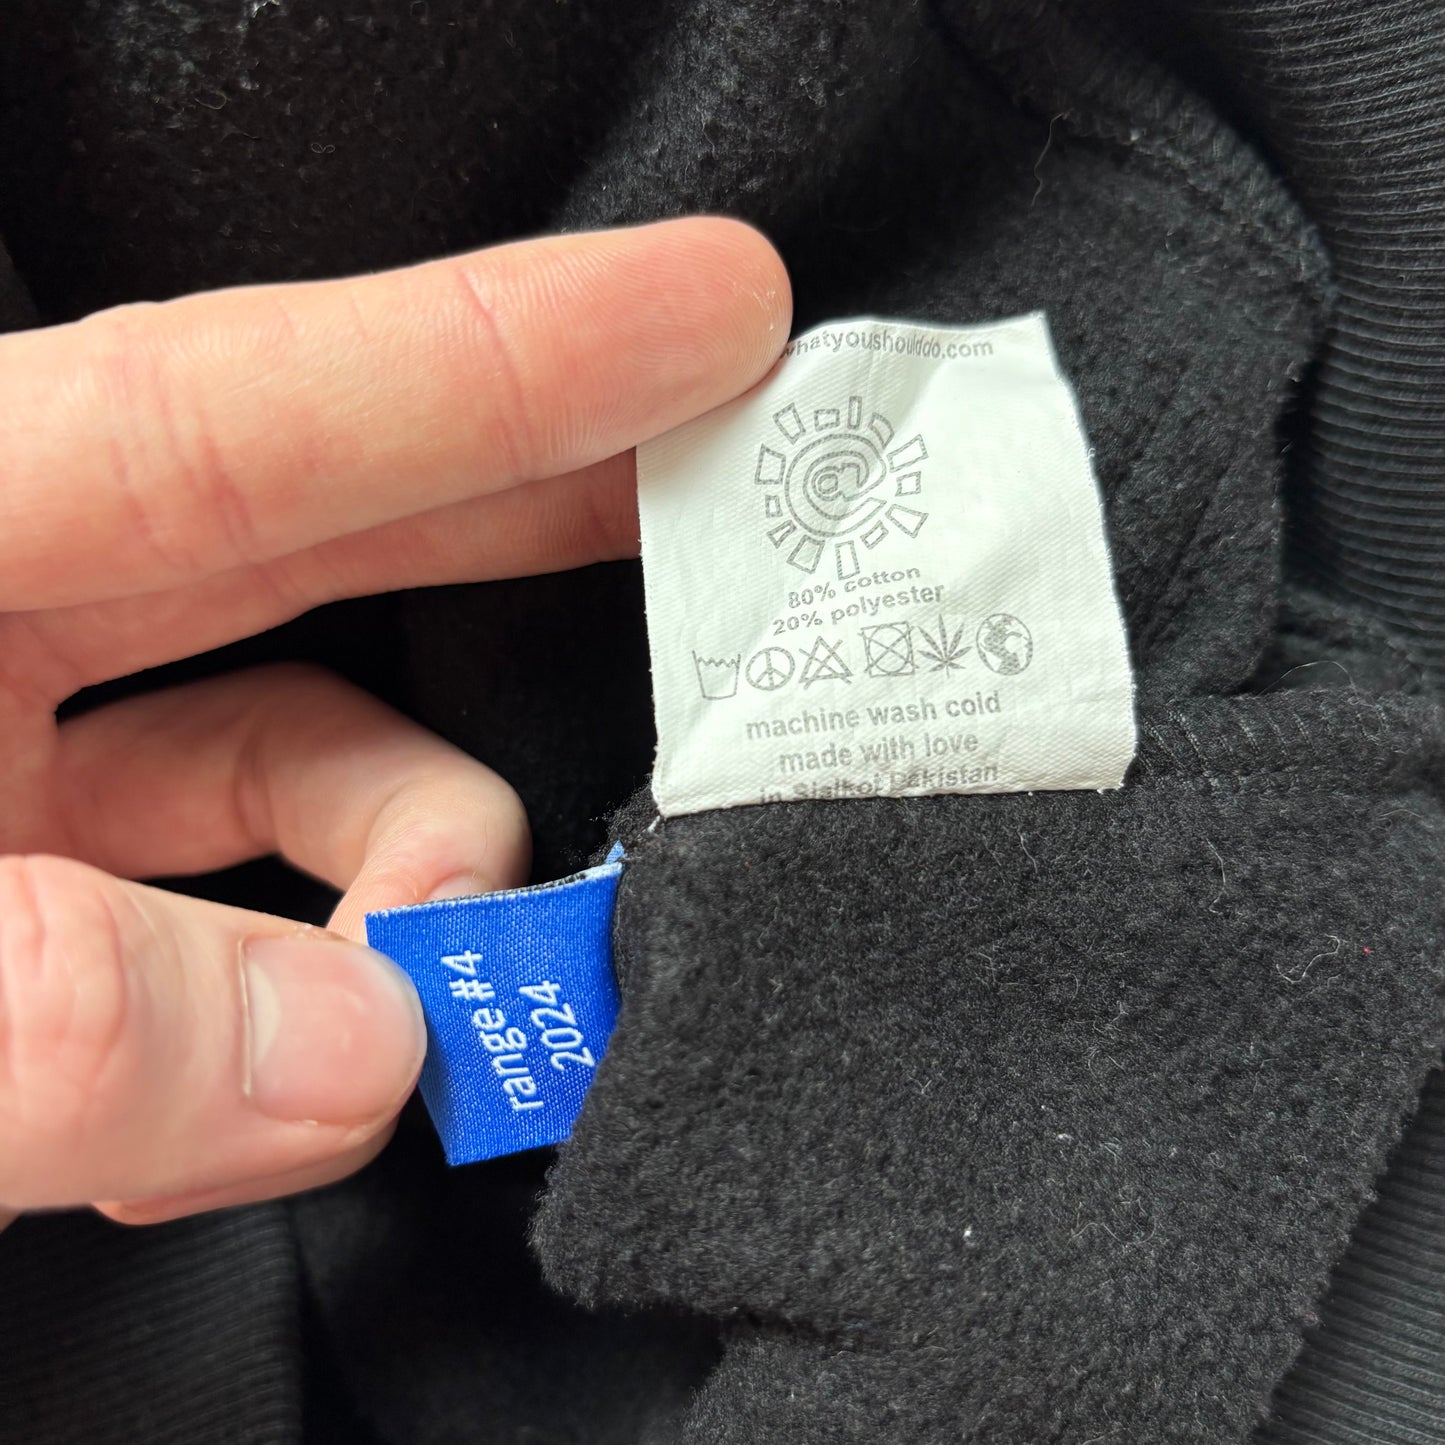 whatyoushoulddo.com
80% cotton
20% polyester
machine wash cold
made with love
in Sialkot Pakistan
range #4
2024